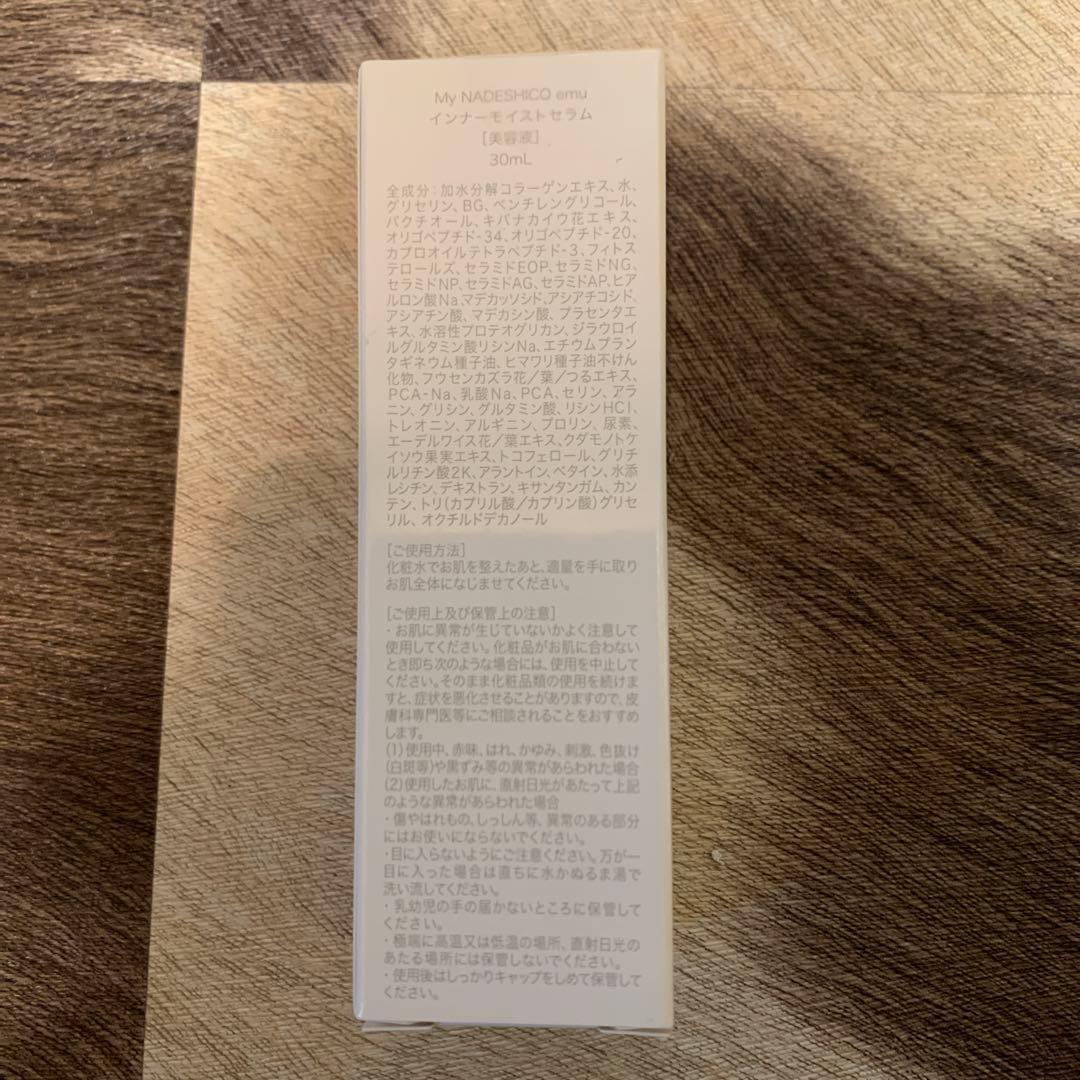 My NADESHICO emu
インナーモイストセラム
[美容液]
30mL
全成分:加水分解コラーゲンエキス、水、
グリセリン、BG、ペンチレングリコール、
バクチオール、キバナカイウ花エキス、
オリゴペプチド-34、オリゴペプチド-20、
カプロオイルテトラペプチド-3、フィトス
テロールズ、セラミドEOP、セラミドNG、
セラミドNP、セラミドAG、セラミドAP、ヒア
ルロン酸Na、マデカッソシド、アシアチコシド、
アシアチン酸、マデカシン酸、プラセンタエ
キス、水溶性プロテオグリカン、ジラウロイ
ルグルタミン酸リシンNa、エチウムプラン
タギネウム種子油、ヒマワリ種子油不けん
化物、フウセンカズラ花/葉/つるエキス、
PCA-Na、乳酸Na、PCA、セリン、アラ
ニン、グリシン、グルタミン酸、リシンHCl、
トレオニン、アルギニン、プロリン、尿素、
エーデルワイス花/葉エキス、クダモノトケ
イソウ果実エキス、トコフェロール、グリチ
ルリチン酸2K、アラントイン、ベタイン、水添
レシチン、デキストラン、キサンタンガム、カン
テン、トリ(カプリル酸/カプリン酸)グリセ
リル、オクチルドデカノール
[ご使用方法]
化粧水でお肌を整えたあと、適量を手に取り
お肌全体になじませてください。
[ご使用上及び保管上の注意]
・お肌に異常が生じていないかよく注意して
使用してください。化粧品がお肌に合わない
とき即ち次のような場合には、使用を中止して
ください。そのまま化粧品類の使用を続けま
すと、症状を悪化させることがありますので、皮
膚科専門医等にご相談されることをおすすめ
します。
(1)使用中、赤味、はれ、かゆみ、刺激、色抜け
(白斑等)や黒ずみ等の異常があらわれた場合
(2)使用したお肌に、直射日光があたって上記
のような異常があらわれた場合
・傷やはれもの、しっしん等、異常のある部分
にはお使いにならないでください。
・目に入らないようにご注意ください。万が一
目に入った場合は直ちに水かぬるま湯で
洗い流してください。
・乳幼児の手の届かないところに保管して
ください。
・極端に高温又は低温の場所、直射日光の
あたる場所には保管しないでください。
・使用後はしっかりキャップをしめて保管して
ください。